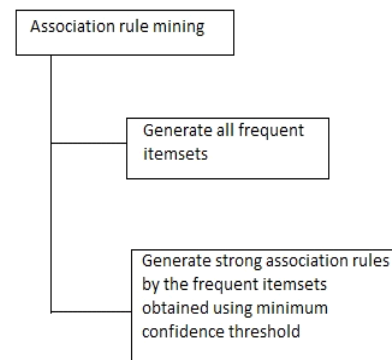 Association rule mining
Generate all frequent
itemsets
Generate strong association rules
by the frequent itemsets
obtained using minimum
confidence threshold